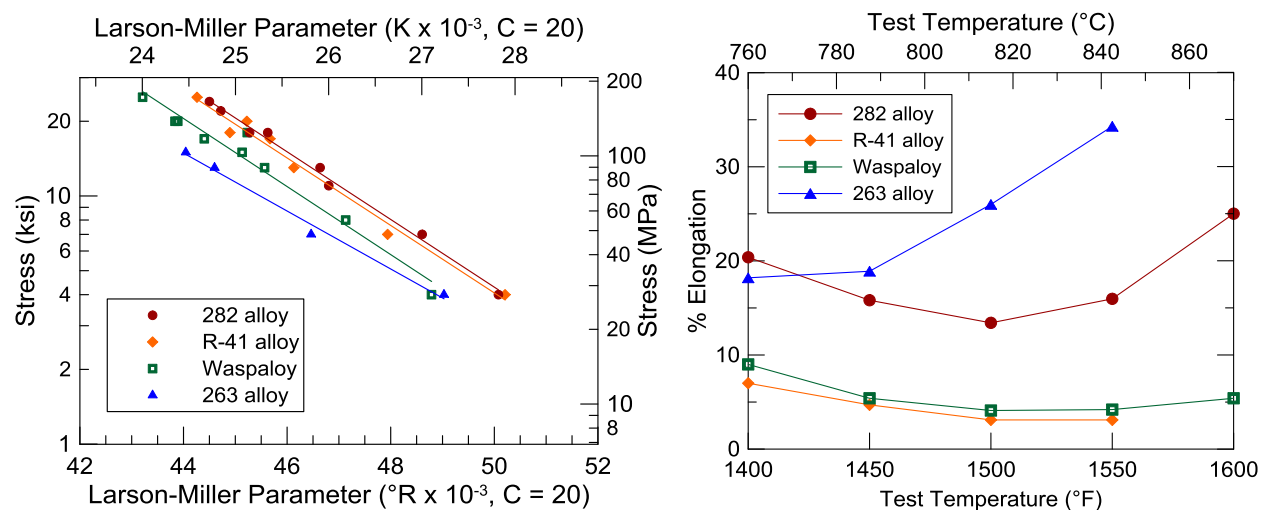 Larson-Miller Parameter (K x 10⁻³, C = 20)
24 25 26 27 28
Stress (ksi)
20
10
8
6
4
2
1
200
100
80
60
40
20
10
Stress (MPa)
282 alloy
R-41 alloy
Waspaloy
263 alloy
42 44 46 48 50 52
Larson-Miller Parameter (°R x 10⁻³, C = 20)
Test Temperature (°C)
760 780 800 820 840 860
% Elongation
40
30
20
10
0
282 alloy
R-41 alloy
Waspaloy
263 alloy
1400 1450 1500 1550 1600
Test Temperature (°F)